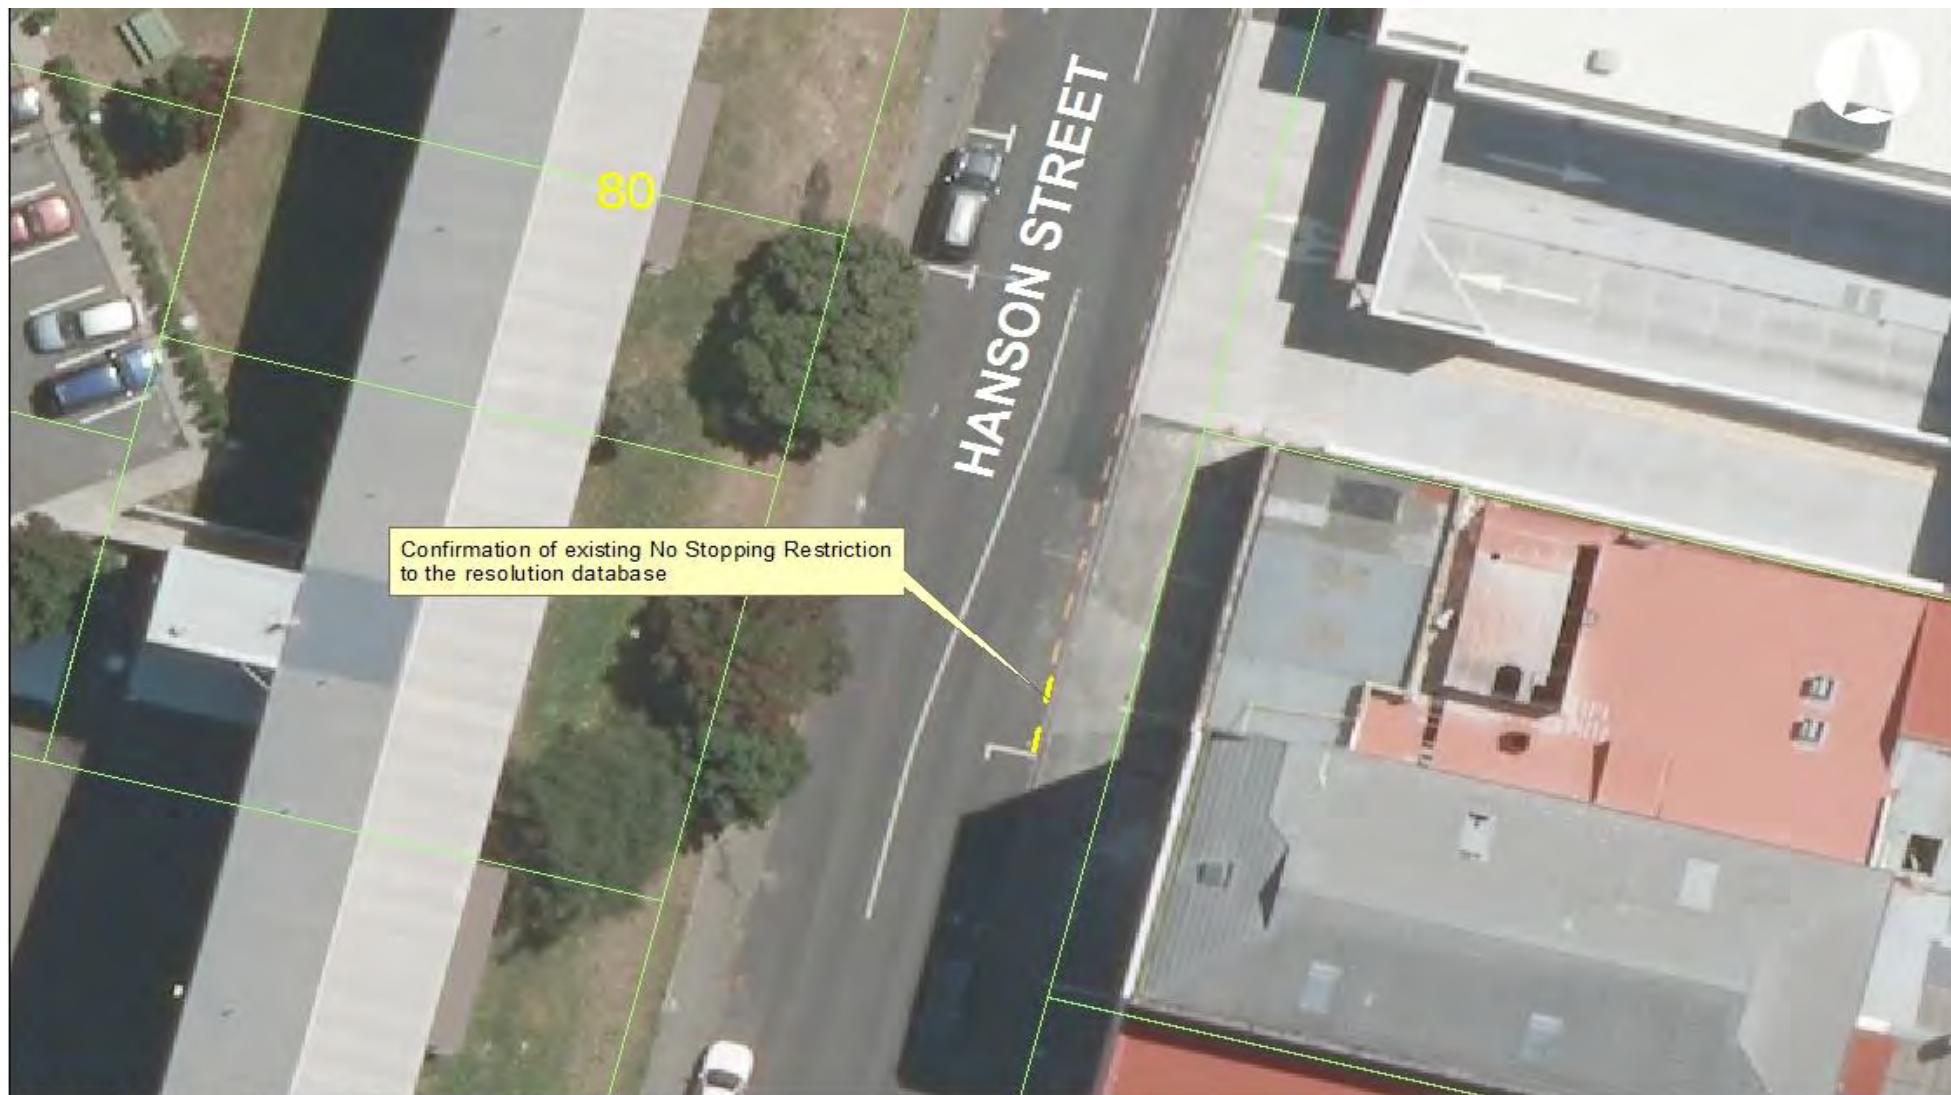 HANSON STREET
80
Confirmation of existing No Stopping Restriction
to the resolution database